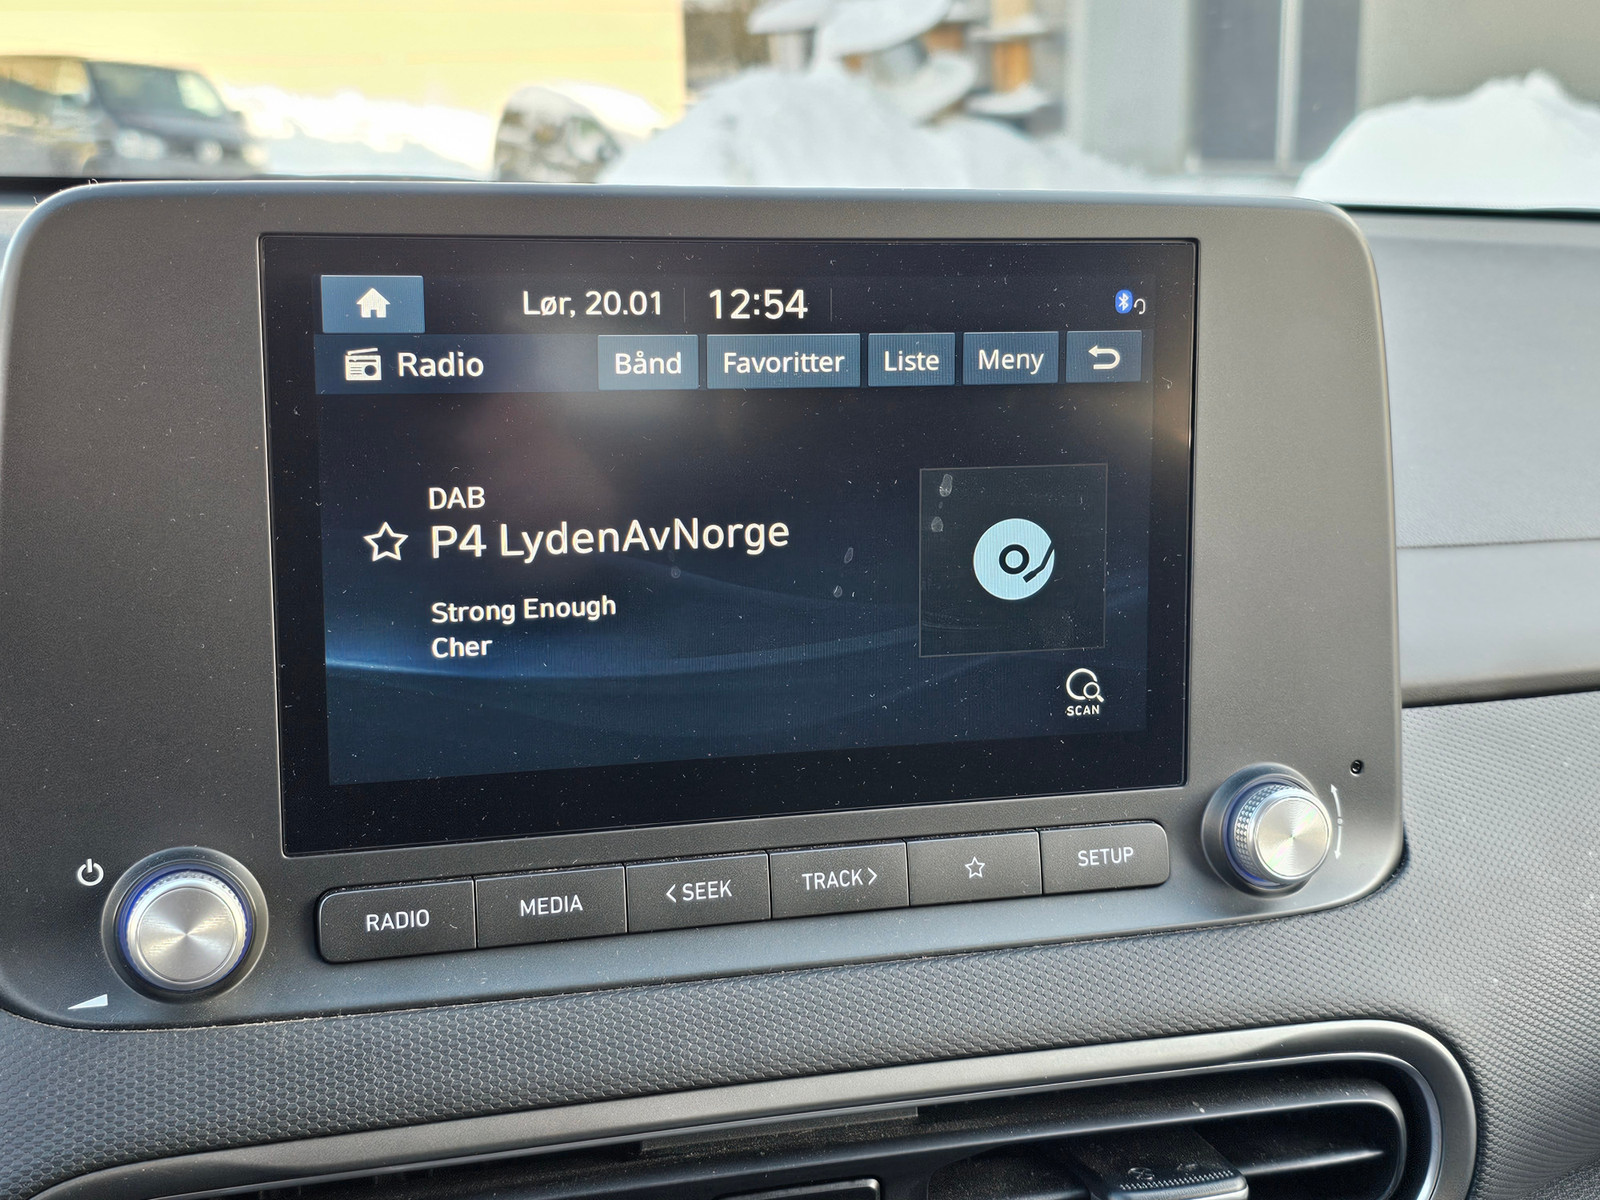 Lør, 20.01 12:54
Radio Bånd Favoritter Liste Meny
DAB
P4 LydenAvNorge
Strong Enough
Cher
SCAN
RADIO MEDIA <SEEK TRACK> SETUP